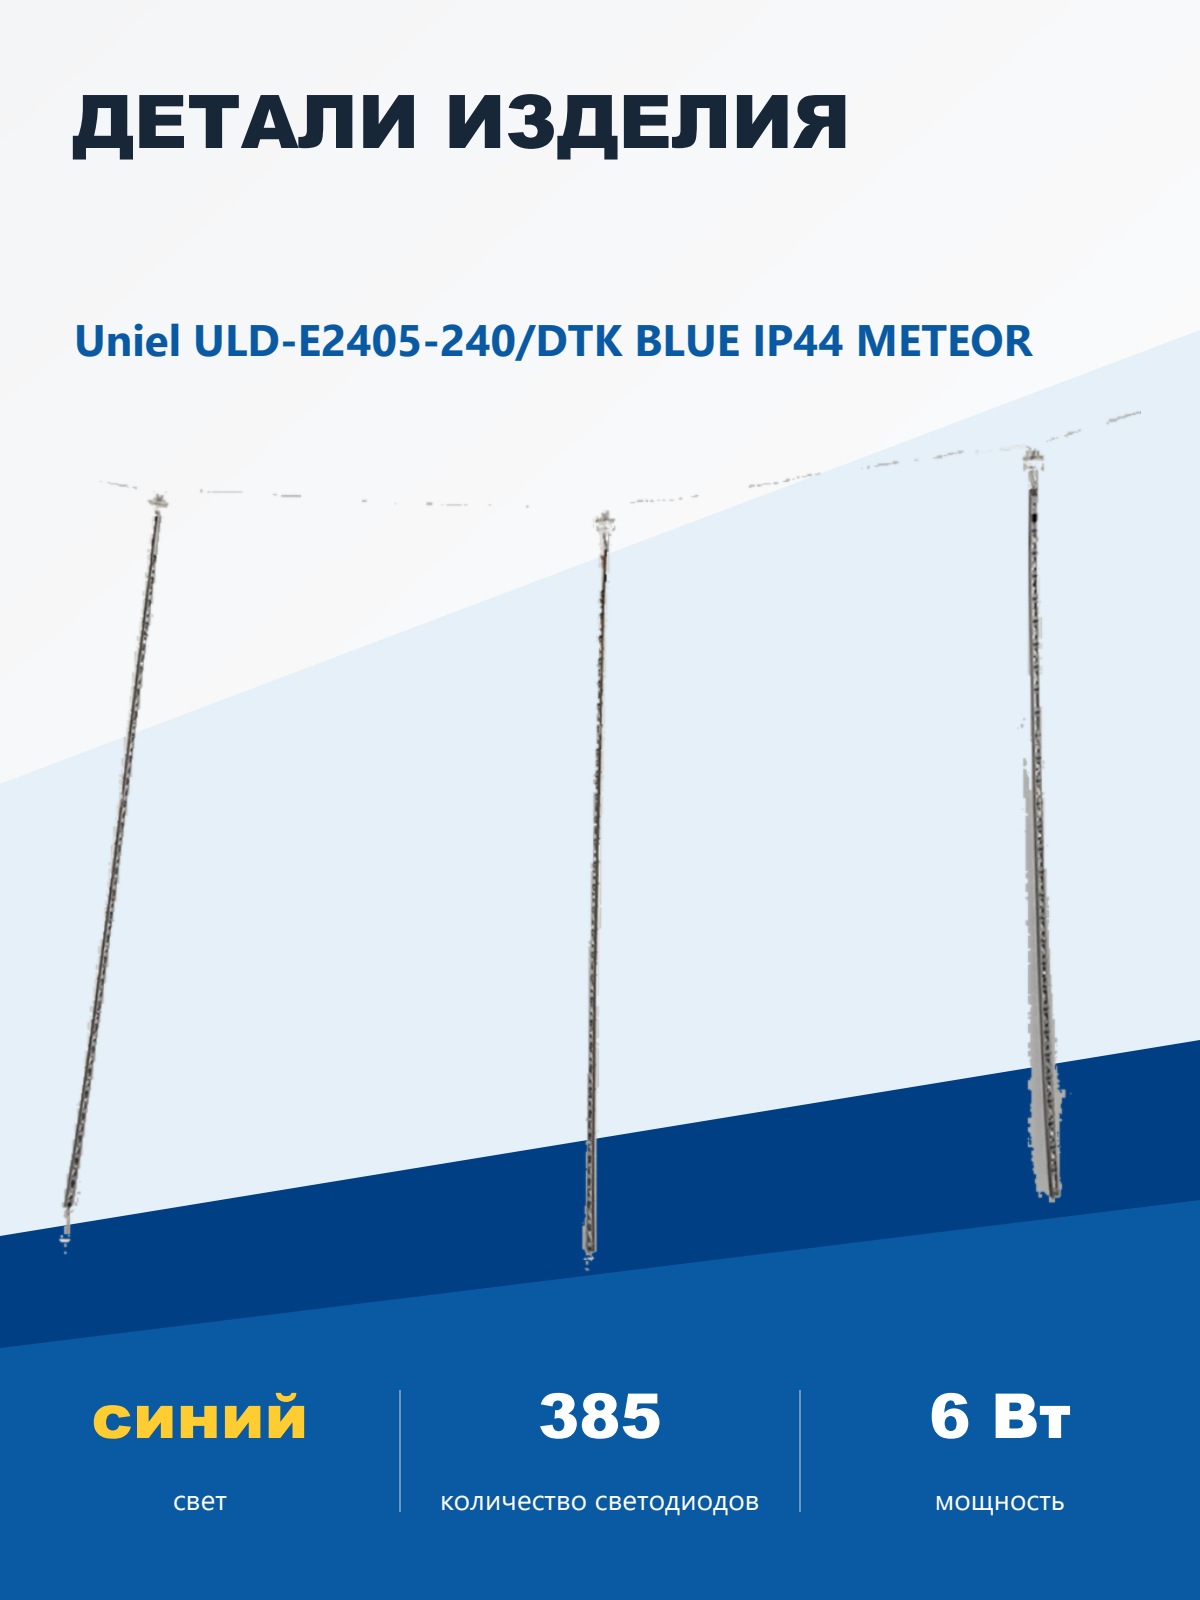 ДЕТАЛИ ИЗДЕЛИЯ
Uniel ULD-E2405-240/DTK BLUE IP44 METEOR
синий
свет
385
количество светодиодов
6 Вт
мощность